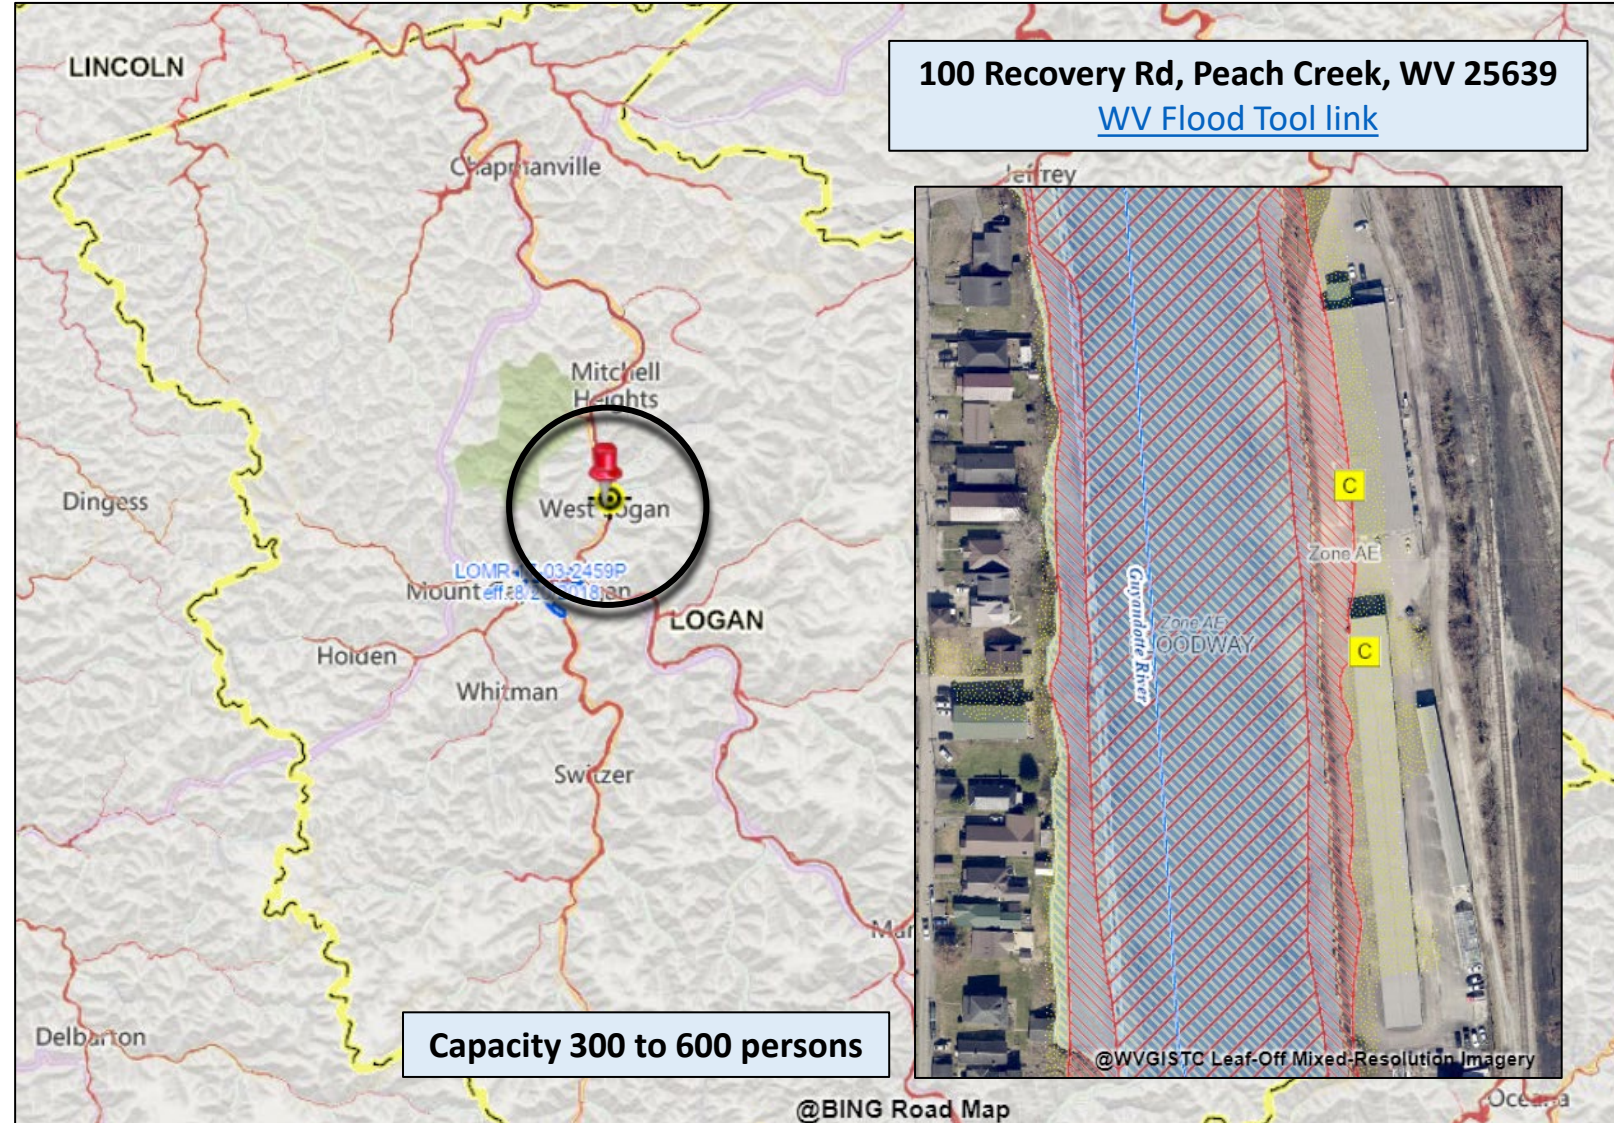 LINCOLN
100 Recovery Rd, Peach Creek, WV 25639
WV Flood Tool link
Chapmanville
Jeffrey
Mitchell
Heights
Dingess
West Logan
C
Zone AE
Guyandotte River
Zone AE
FLOODWAY
C
LOGAN
Holden
Whitman
Switzer
Delbarton
Capacity 300 to 600 persons
@WVGISTC Leaf-Off Mixed-Resolution Imagery
@BING Road Map
Oceana